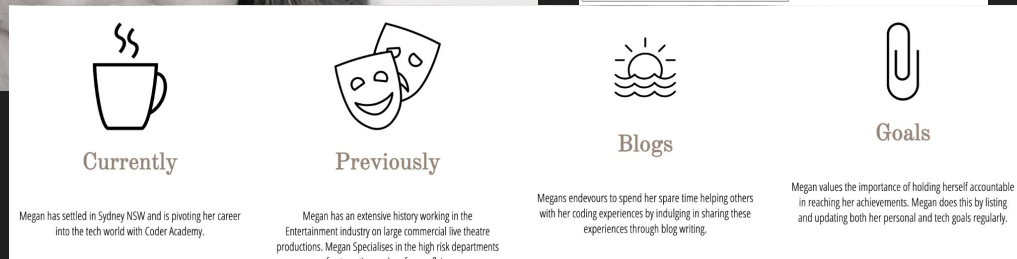 Currently
Megan has settled in Sydney NSW and is pivoting her career
into the tech world with Coder Academy.
Previously
Megan has an extensive history working in the
Entertainment industry on large commercial live theatre
productions. Megan Specialises in the high risk departments
Blogs
Megans endevours to spend her spare time helping others
with her coding experiences by indulging in sharing these
experiences through blog writing.
Goals
Megan values the importance of holding herself accountable
in reaching her achievements. Megan does this by listing
and updating both her personal and tech goals regularly.